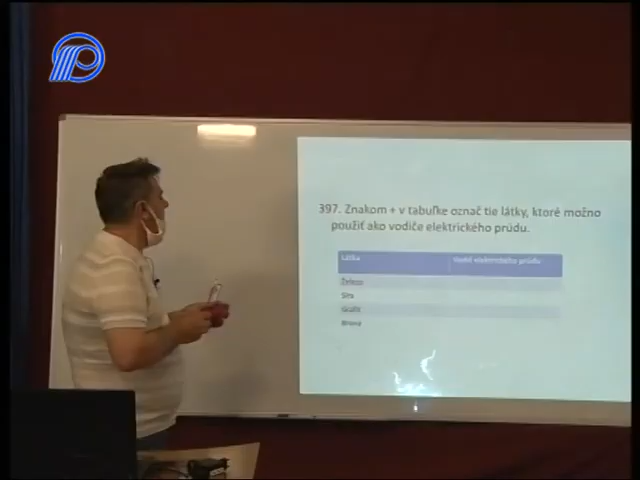 397. Znakom + v tabuľke označ tie látky, ktoré možno
použiť ako vodiče elektrického prúdu.
Látka Vodič elektrického prúdu
Železo
Síra
Grafit
Bronz